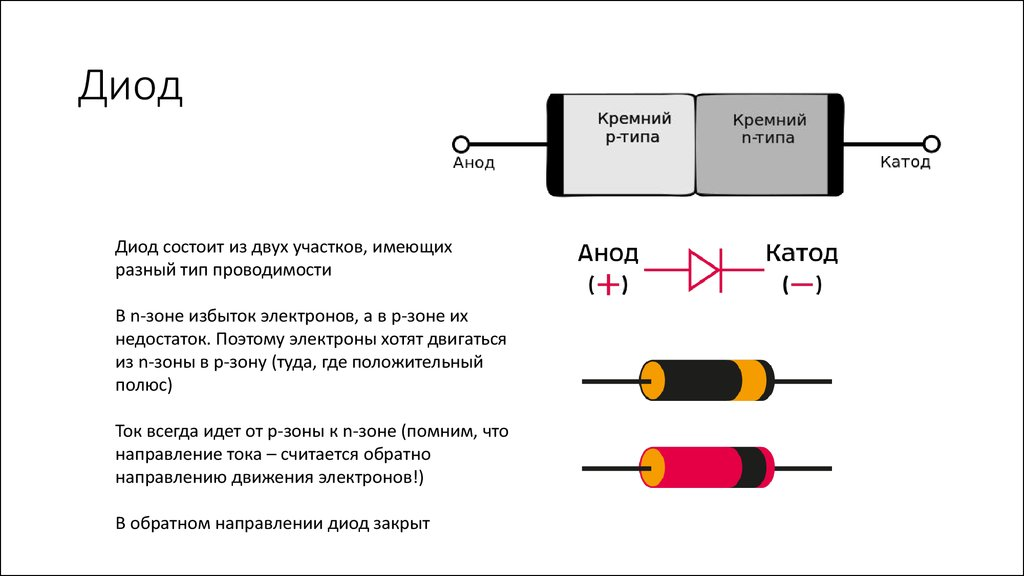 Диод
Кремний
p-типа
Кремний
n-типа
Анод
Катод
Диод состоит из двух участков, имеющих
разный тип проводимости
В n-зоне избыток электронов, а в p-зоне их
недостаток. Поэтому электроны хотят двигаться
из n-зоны в p-зону (туда, где положительный
полюс)
Ток всегда идет от p-зоны к n-зоне (помним, что
направление тока – считается обратно
направлению движения электронов!)
В обратном направлении диод закрыт
Анод
(+)
Катод
(−)